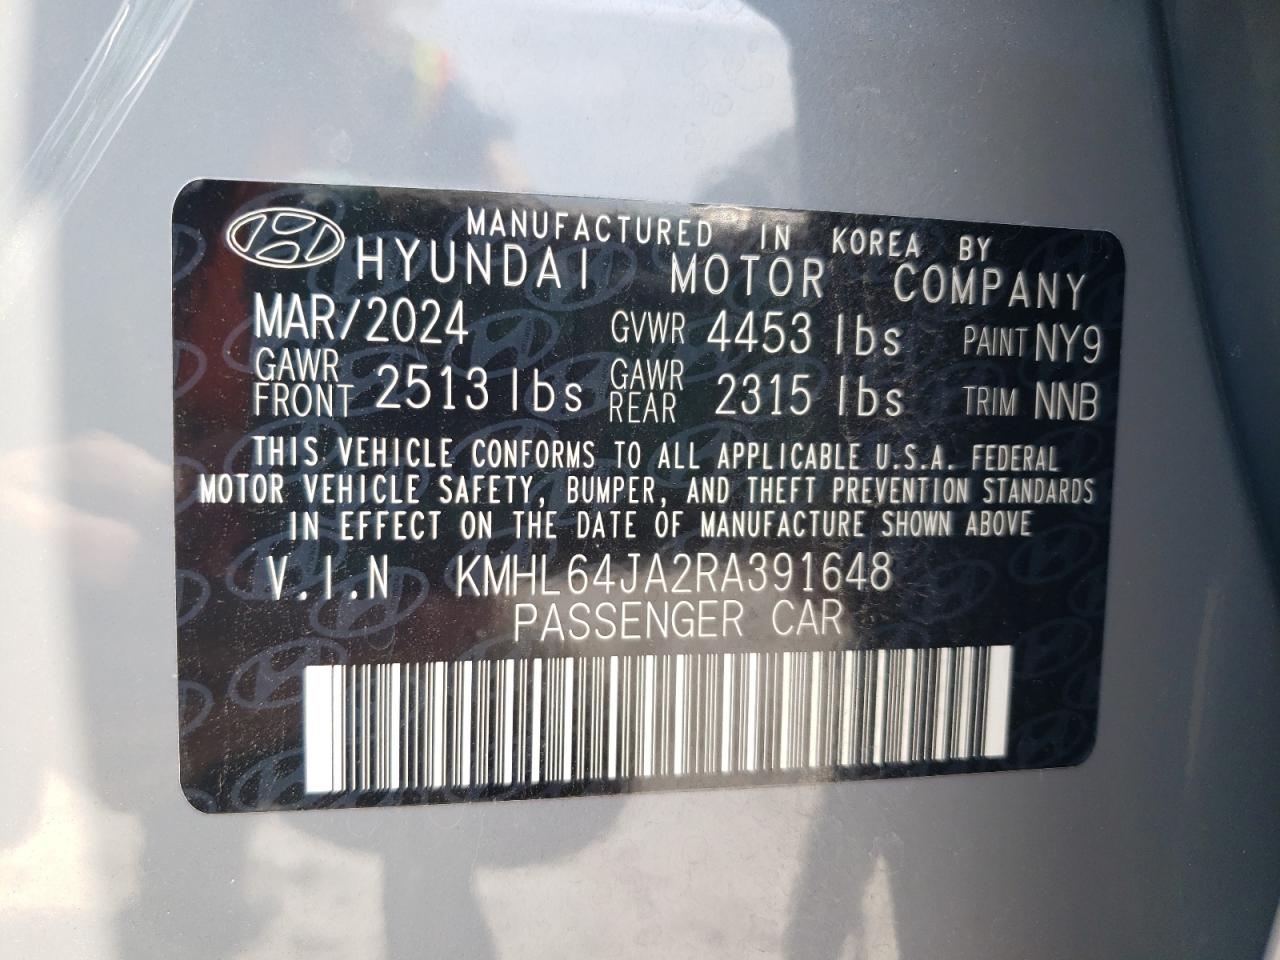 MANUFACTURED IN KOREA BY
HYUNDAI MOTOR COMPANY
MAR/2024 GVWR 4453 lbs PAINT NY9
GAWR FRONT 2513 lbs GAWR REAR 2315 lbs TRIM NNB
THIS VEHICLE CONFORMS TO ALL APPLICABLE U.S.A. FEDERAL
MOTOR VEHICLE SAFETY, BUMPER, AND THEFT PREVENTION STANDARDS
IN EFFECT ON THE DATE OF MANUFACTURE SHOWN ABOVE
V.I.N KMHL64JA2RA391648
PASSENGER CAR